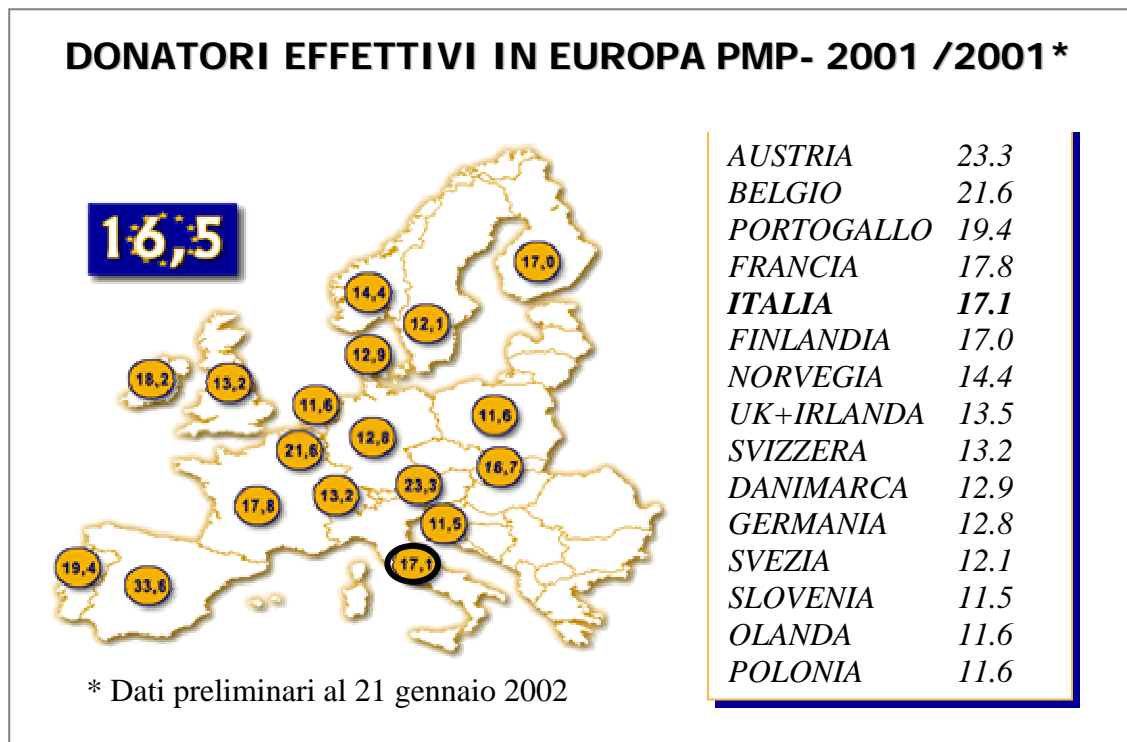 DONATORI EFFETTIVI IN EUROPA PMP- 2001 /2001*
16,5
17,0
14,4
12,1
12,9
18,2
13,2
11,6
11,6
21,6
12,8
16,7
23,3
13,2
17,8
11,5
17,1
19,4
33,6
AUSTRIA 23.3
BELGIO 21.6
PORTOGALLO 19.4
FRANCIA 17.8
ITALIA 17.1
FINLANDIA 17.0
NORVEGIA 14.4
UK+IRLANDA 13.5
SVIZZERA 13.2
DANIMARCA 12.9
GERMANIA 12.8
SVEZIA 12.1
SLOVENIA 11.5
OLANDA 11.6
POLONIA 11.6
* Dati preliminari al 21 gennaio 2002